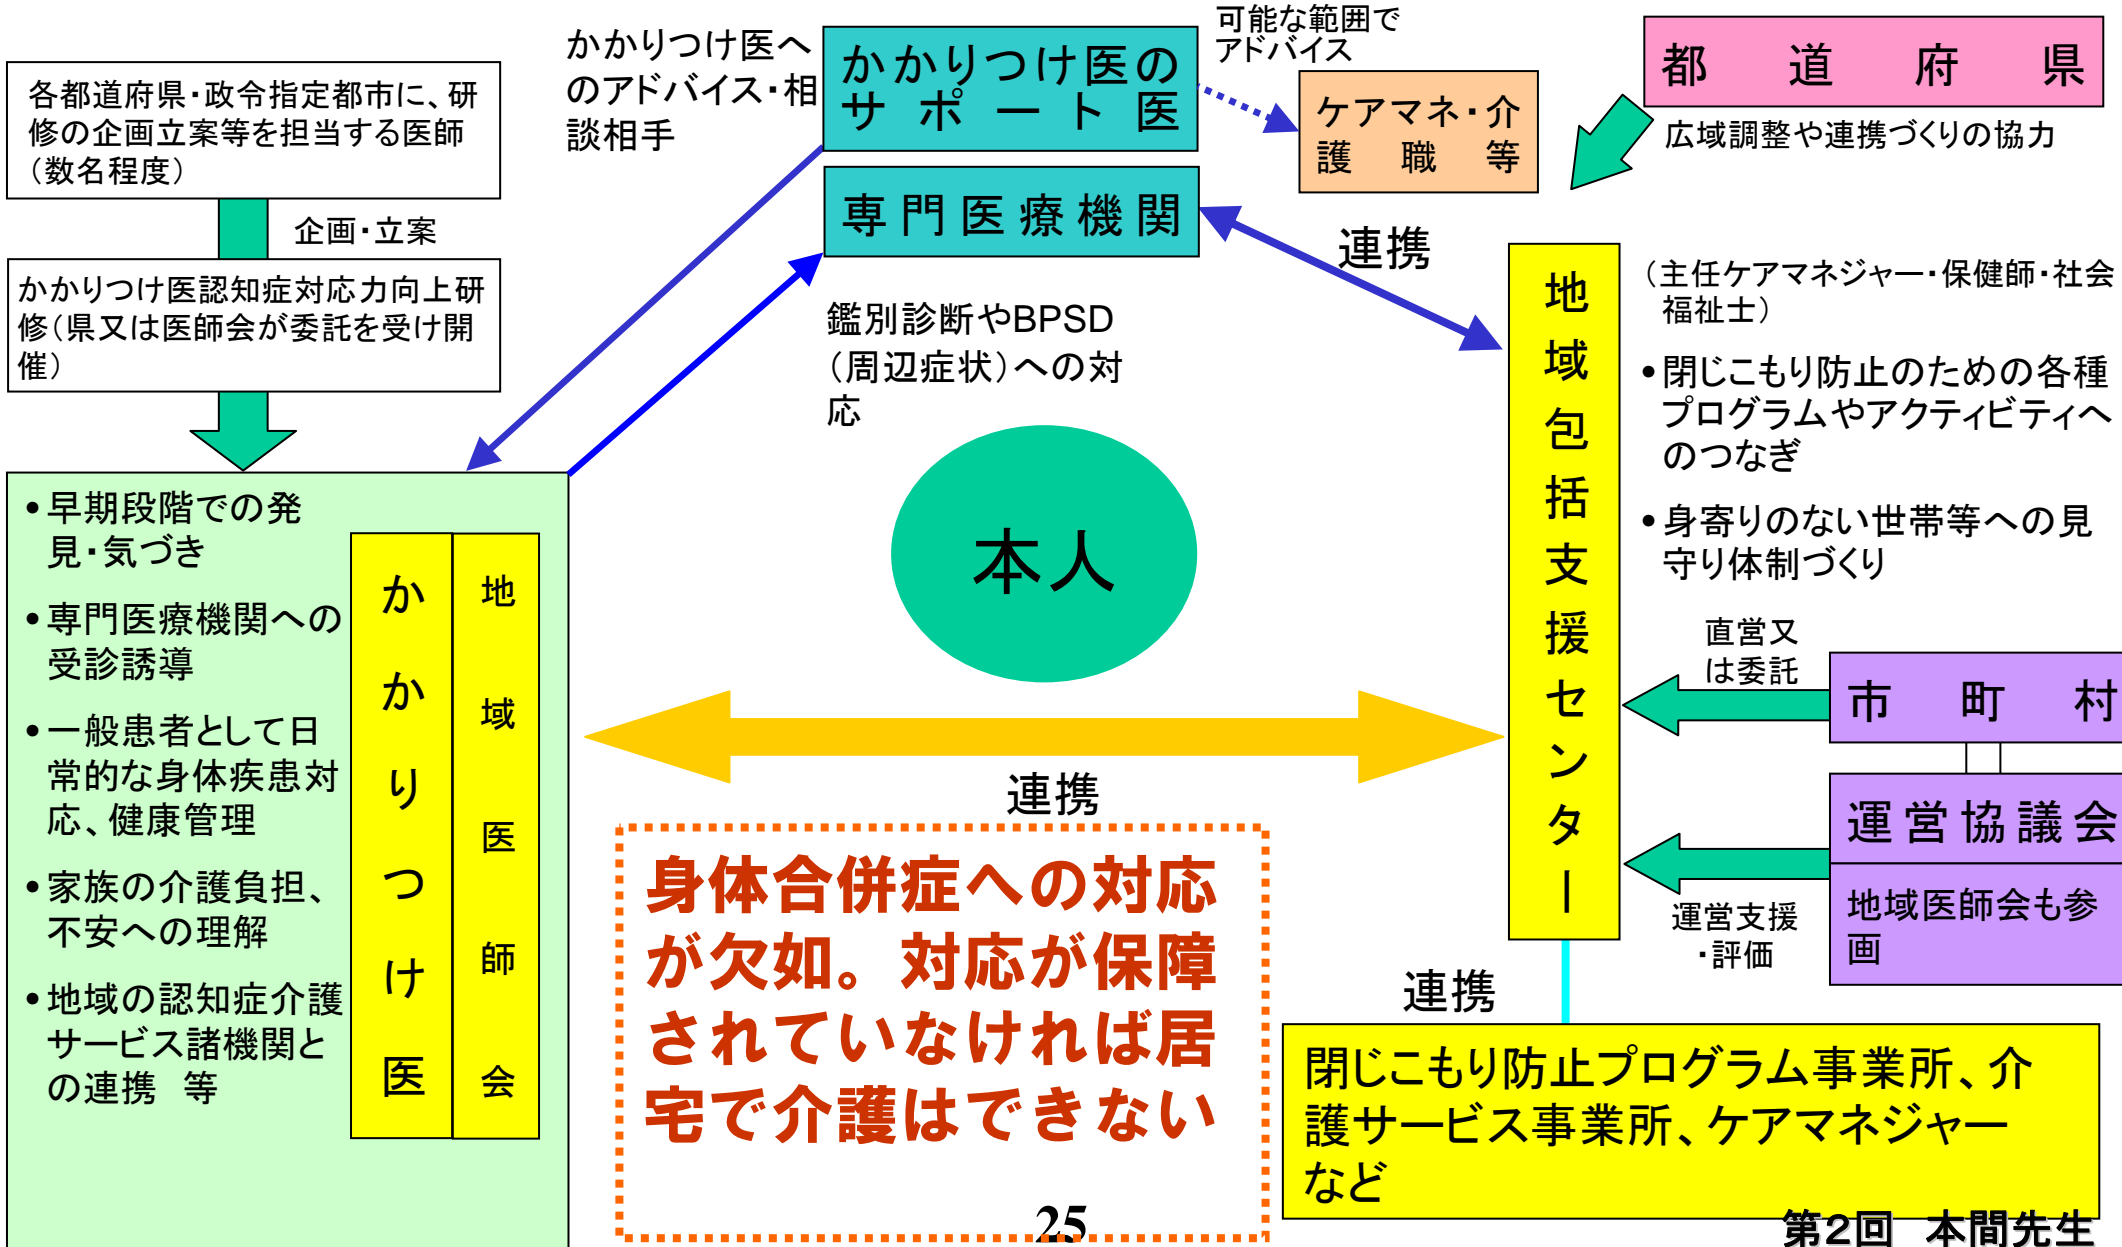 各都道府県・政令指定都市に、研
修の企画立案等を担当する医師
（数名程度）
企画・立案
かかりつけ医認知症対応力向上研
修（県又は医師会が委託を受け開
催）
かかりつけ医へ
のアドバイス・相
談相手
かかりつけ医の
サポート医
可能な範囲で
アドバイス
ケアマネ・介
護職等
都道府県
広域調整や連携づくりの協力
専門医療機関
連携
鑑別診断やBPSD
（周辺症状）への対
応
本人
•早期段階での発
見・気づき
•専門医療機関への
受診誘導
•一般患者として日
常的な身体疾患対
応、健康管理
•家族の介護負担、
不安への理解
•地域の認知症介護
サービス諸機関と
の連携　等
かかりつけ医
地域医師会
連携
身体合併症への対応
が欠如。対応が保障
されていなければ居
宅で介護はできない
地域包括支援センター
（主任ケアマネジャー・保健師・社会
福祉士）
•閉じこもり防止のための各種
プログラムやアクティビティへ
のつなぎ
•身寄りのない世帯等への見
守り体制づくり
直営又
は委託
市町村
運営協議会
地域医師会も参
画
運営支援
・評価
連携
閉じこもり防止プログラム事業所、介
護サービス事業所、ケアマネジャー
など
25
第2回　本間先生